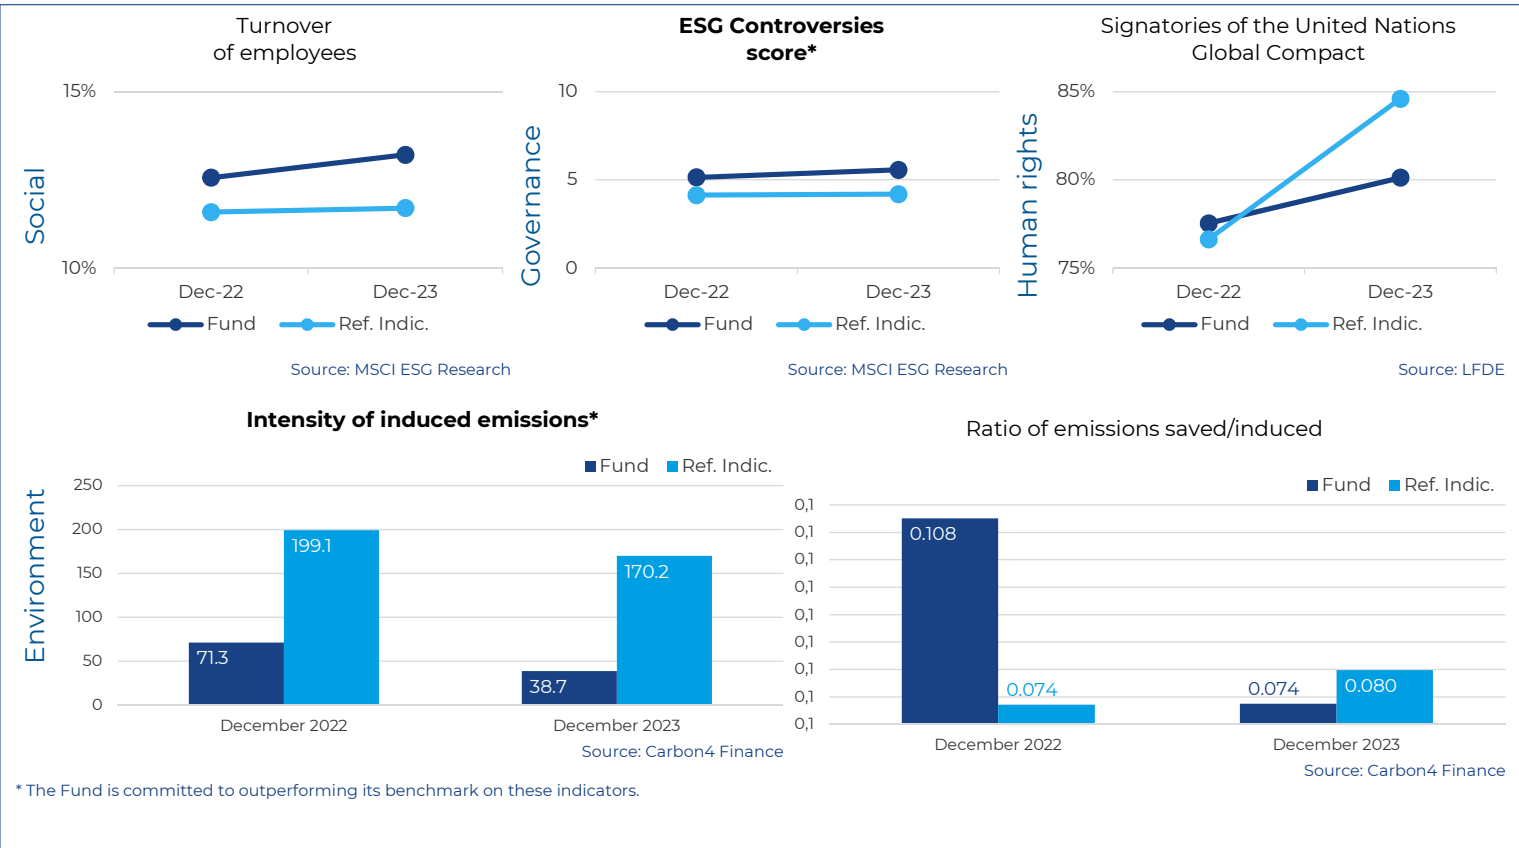 Turnover
of employees
15%
10%
Social
Dec-22
Dec-23
Fund
Ref. Indic.
Source: MSCI ESG Research
ESG Controversies
score*
10
5
0
Governance
Dec-22
Dec-23
Fund
Ref. Indic.
Source: MSCI ESG Research
Signatories of the United Nations
Global Compact
85%
80%
75%
Human rights
Dec-22
Dec-23
Fund
Ref. Indic.
Source: LFDE
Intensity of induced emissions*
Fund
Ref. Indic.
Environment
250
200
150
100
50
0
71.3
199.1
38.7
170.2
December 2022
December 2023
Source: Carbon4 Finance
Ratio of emissions saved/induced
Fund
Ref. Indic.
0,1
0,1
0,1
0,1
0,1
0,1
0,1
0,1
0,1
0.108
0.074
0.074
0.080
December 2022
December 2023
Source: Carbon4 Finance
* The Fund is committed to outperforming its benchmark on these indicators.